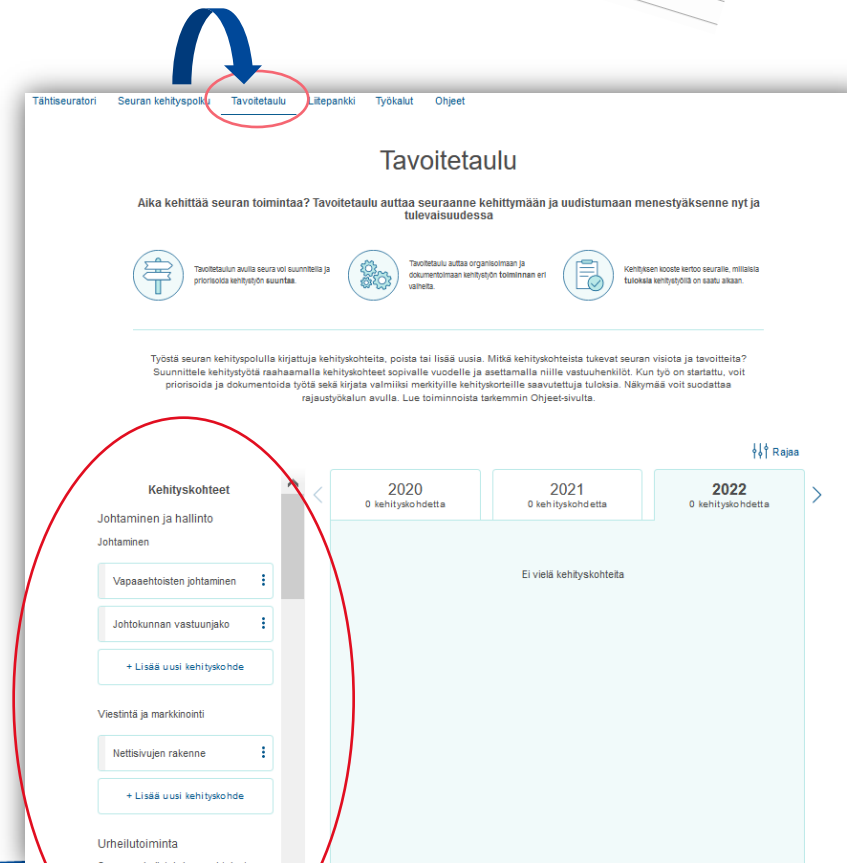 Tähtiseuratori Seuran kehityspolku Tavoitetaulu Liitepankki Työkalut Ohjeet
Tavoitetaulu
Aika kehittää seuran toimintaa? Tavoitetaulu auttaa seuraanne kehittymään ja uudistumaan menestyäksenne nyt ja
tulevaisuudessa
Tavoitetaulun avulla seura voi suunnitella ja
priorisoida kehitystyön suuntaa.
Tavoitetaulu auttaa organisoimaan ja
dokumentoimaan kehitystyön toiminnan eri
vaiheita.
Kehityksen kooste kertoo seuralle, millaisia
tuloksia kehitystyöllä on saatu aikaan.
Työstä seuran kehityspolulla kirjattuja kehityskohteita, poista tai lisää uusia. Mitkä kehityskohteista tukevat seuran visiota ja tavoitteita?
Suunnittele kehitystyötä raahaamalla kehityskohteet sopivalle vuodelle ja asettamalla niille vastuuhenkilöt. Kun työ on startattu, voit
priorisoida ja dokumentoida työtä sekä kirjata valmiiksi merkityille kehityskorteille saavutettuja tuloksia. Näkymää voit suodattaa
rajaustyökalun avulla. Lue toiminnoista tarkemmin Ohjeet-sivulta.
Rajaa
Kehityskohteet
Johtaminen ja hallinto
Johtaminen
Vapaaehtoisten johtaminen
Johtokunnan vastuunjako
+ Lisää uusi kehityskohde
Viestintä ja markkinointi
Nettisivujen rakenne
+ Lisää uusi kehityskohde
Urheilutoiminta
2020
0 kehityskohdetta
2021
0 kehityskohdetta
2022
0 kehityskohdetta
Ei vielä kehityskohteita